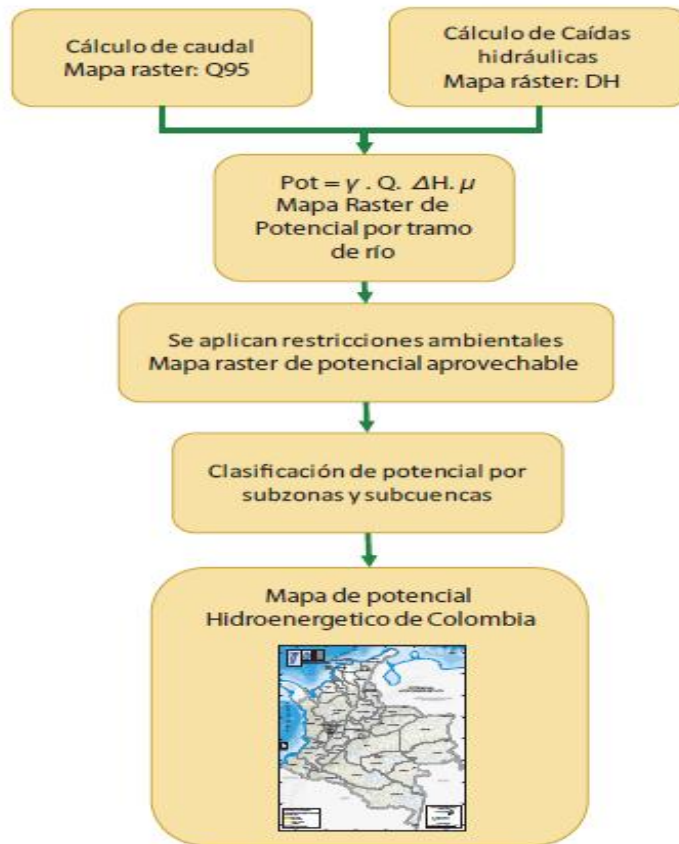 Cálculo de caudal
Mapa raster: Q95
Cálculo de Caídas
hidráulicas
Mapa ráster: DH
Pot = γ . Q. ΔH. μ
Mapa Raster de
Potencial por tramo
de río
Se aplican restricciones ambientales
Mapa raster de potencial aprovechable
Clasificación de potencial por
subzonas y subcuencas
Mapa de potencial
Hidroenergetico de Colombia